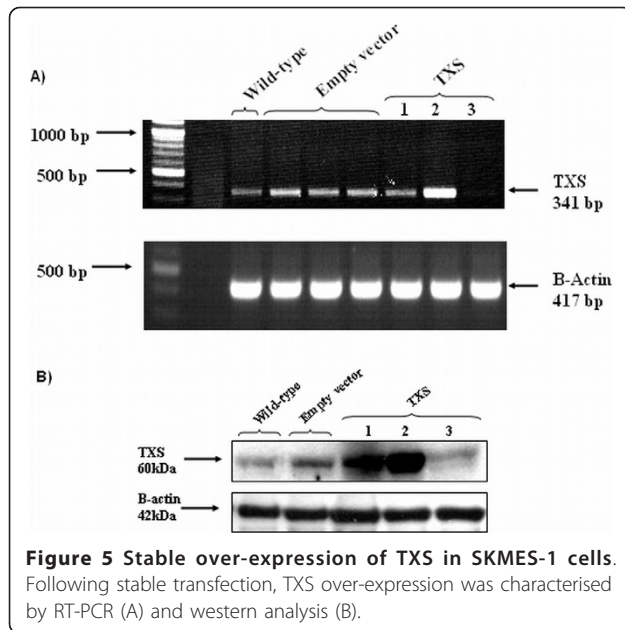 A)
Wild-type
Empty vector
TXS
1 2 3
1000 bp
500 bp
TXS
341 bp
500 bp
B-Actin
417 bp
B)
Wild-type
Empty vector
TXS
1 2 3
TXS
60kDa
B-actin
42kDa
Figure 5 Stable over-expression of TXS in SKMES-1 cells.
Following stable transfection, TXS over-expression was characterised
by RT-PCR (A) and western analysis (B).